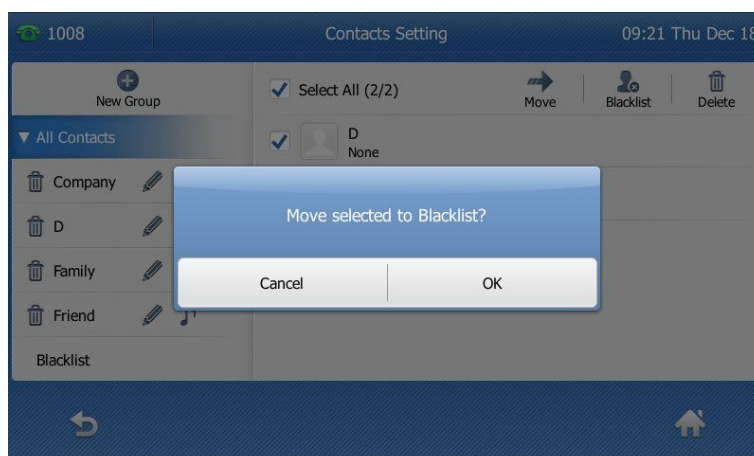 1008
Contacts Setting
09:21 Thu Dec 18
New Group
Select All (2/2)
Move
Blacklist
Delete
All Contacts
D
None
Company
D
Family
Friend
Blacklist
Move selected to Blacklist?
Cancel
OK